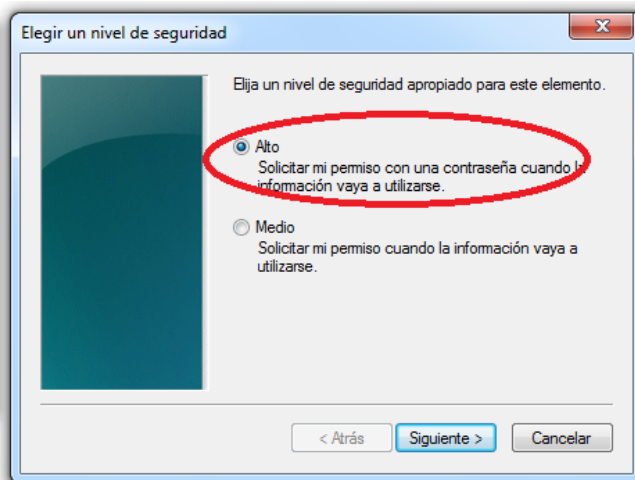 Elegir un nivel de seguridad
Elija un nivel de seguridad apropiado para este elemento.
Alto
Solicitar mi permiso con una contraseña cuando la
información vaya a utilizarse.
Medio
Solicitar mi permiso cuando la información vaya a
utilizarse.
< Atrás Siguiente > Cancelar